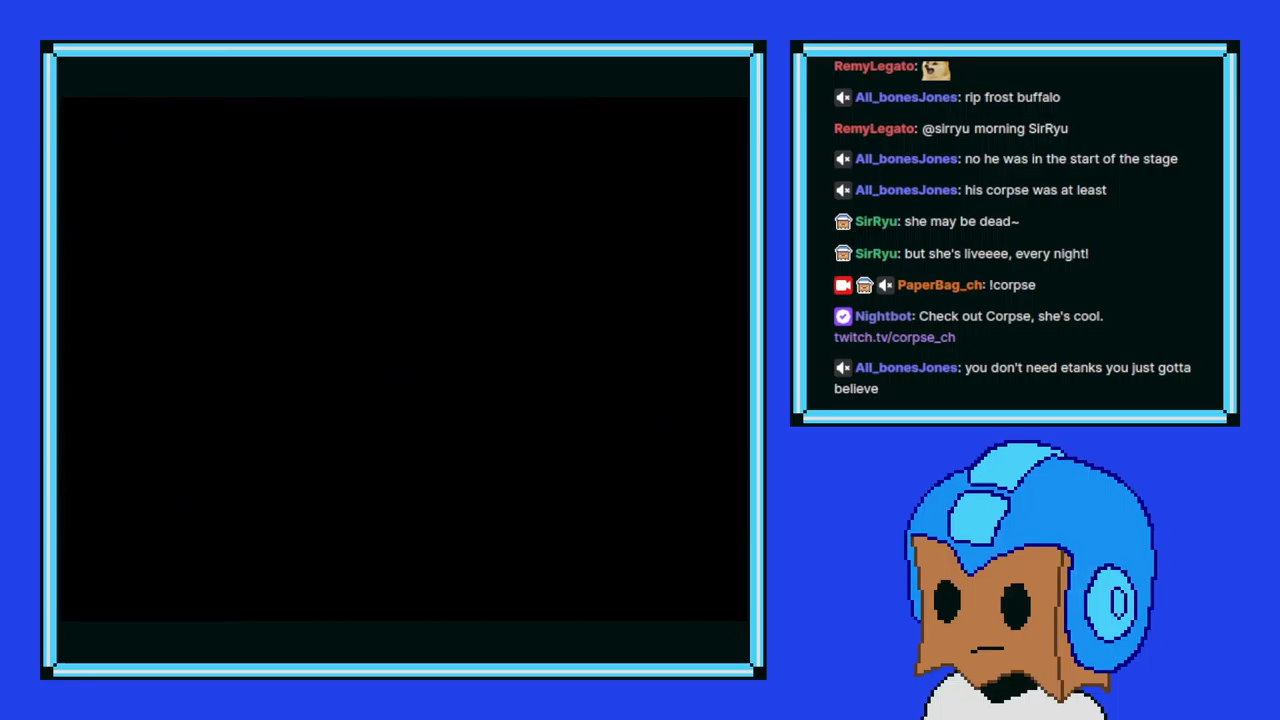 RemyLegato:
All_bonesJones: rip frost buffalo
RemyLegato: @sirryu morning SirRyu
All_bonesJones: no he was in the start of the stage
All_bonesJones: his corpse was at least
SirRyu: she may be dead~
SirRyu: but she's liveeee, every night!
PaperBag_ch: !corpse
Nightbot: Check out Corpse, she's cool.
twitch.tv/corpse_ch
All_bonesJones: you don't need etanks you just gotta
believe